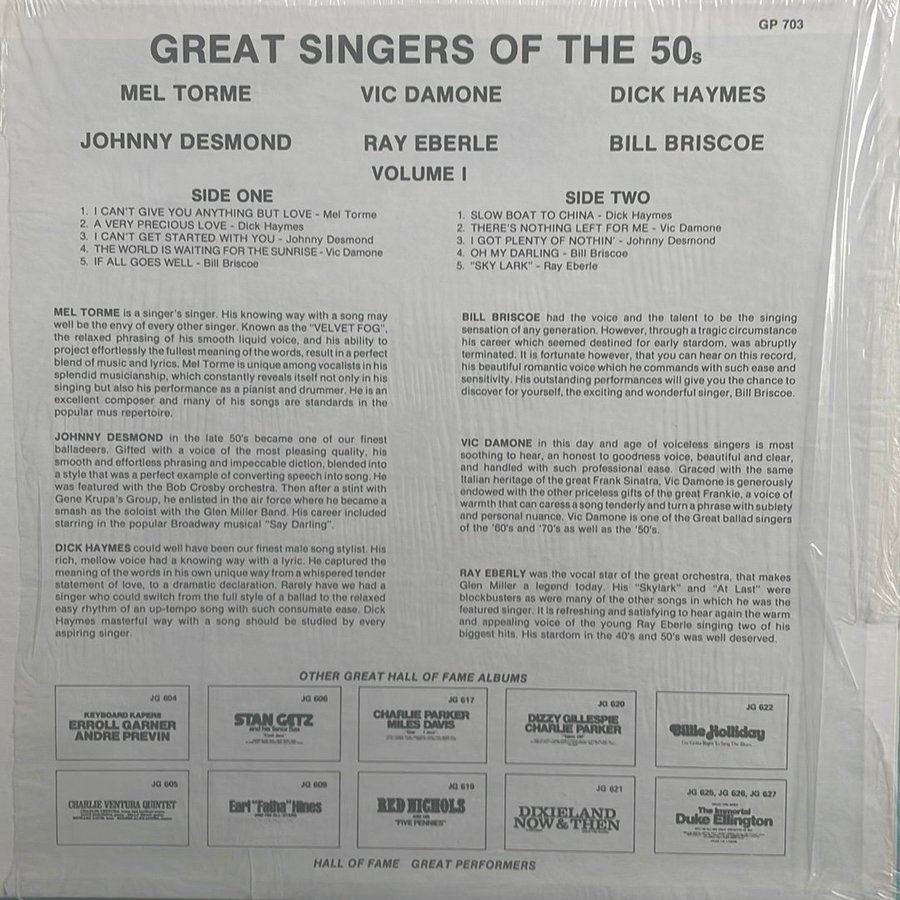 GP 703
GREAT SINGERS OF THE 50s
MEL TORME VIC DAMONE DICK HAYMES
JOHNNY DESMOND RAY EBERLE BILL BRISCOE
VOLUME I
SIDE ONE
1. I CAN'T GIVE YOU ANYTHING BUT LOVE - Mel Torme
2. A VERY PRECIOUS LOVE - Dick Haymes
3. I CAN'T GET STARTED WITH YOU - Johnny Desmond
4. THE WORLD IS WAITING FOR THE SUNRISE - Vic Damone
5. IF ALL GOES WELL - Bill Briscoe
SIDE TWO
1. SLOW BOAT TO CHINA - Dick Haymes
2. THERE'S NOTHING LEFT FOR ME - Vic Damone
3. I GOT PLENTY OF NOTHIN' - Johnny Desmond
4. OH MY DARLING - Bill Briscoe
5. "SKY LARK" - Ray Eberle
MEL TORME is a singer's singer. His knowing way with a song may
well be the envy of every other singer. Known as the "VELVET FOG",
the relaxed phrasing of his smooth liquid voice, and his ability to
project effortlessly the fullest meaning of the words, result in a perfect
blend of music and lyrics. Mel Torme is unique among vocalists in his
splendid musicianship, which constantly reveals itself not only in his
singing but also his performance as a pianist and drummer. He is an
excellent composer and many of his songs are standards in the
popular mus repertoire.
JOHNNY DESMOND in the late 50's became one of our finest
balladeers. Gifted with a voice of the most pleasing quality, his
smooth and effortless phrasing and impeccable diction, blended into
a style that was a perfect example of converting speech into song. He
was featured with the Bob Crosby orchestra. Then after a stint with
Gene Krupa's Group, he enlisted in the air force where he became a
smash as the soloist with the Glen Miller Band. His career included
starring in the popular Broadway musical "Say Darling".
DICK HAYMES could well have been our finest male song stylist. His
rich, mellow voice had a knowing way with a lyric. He captured the
meaning of the words in his own unique way from a whispered tender
statement of love, to a dramatic declaration. Rarely have we had a
singer who could switch from the full style of a ballad to the relaxed
easy rhythm of an up-tempo song with such consumate ease. Dick
Haymes masterful way with a song should be studied by every
aspiring singer.
BILL BRISCOE had the voice and the talent to be the singing
sensation of any generation. However, through a tragic circumstance
his career which seemed destined for early stardom, was abruptly
terminated. It is fortunate however, that you can hear on this record,
his beautiful romantic voice which he commands with such ease and
sensitivity. His outstanding performances will give you the chance to
discover for yourself, the exciting and wonderful singer, Bill Briscoe.
VIC DAMONE in this day and age of voiceless singers is most
soothing to hear, an honest to goodness voice, beautiful and clear,
and handled with such professional ease. Graced with the same
Italian heritage of the great Frank Sinatra, Vic Damone is generously
endowed with the other priceless gifts of the great Frankie, a voice of
warmth that can caress a song tenderly and turn a phrase with sublety
and personal nuance. Vic Damone is one of the Great ballad singers
of the '60's and '70's as well as the '50's.
RAY EBERLY was the vocal star of the great orchestra, that makes
Glen Miller a legend today. His "Skylark" and "At Last" were
blockbusters as were many of the other songs in which he was the
featured singer. It is refreshing and satisfying to hear again the warm
and appealing voice of the young Ray Eberle singing two of his
biggest hits. His stardom in the 40's and 50's was well deserved.
OTHER GREAT HALL OF FAME ALBUMS
JG 604
KEYBOARD KAPERS
ERROLL GARNER
ANDRE PREVIN
JG 606
STAN GETZ
and his Tenor Sax
JG 617
CHARLIE PARKER
MILES DAVIS
JG 620
DIZZY GILLESPIE
CHARLIE PARKER
JG 622
Billie Holliday
I've Gotta Right To Sing The Blues
JG 605
CHARLIE VENTURA QUINTET
JG 609
Earl "Fatha" Hines
AND HIS ALL STARS
JG 619
RED NICHOLS
AND HIS
"FIVE PENNIES"
JG 621
DIXIELAND
NOW & THEN
JG 625, JG 626, JG 627
The Immortal
Duke Ellington
HALL OF FAME GREAT PERFORMERS